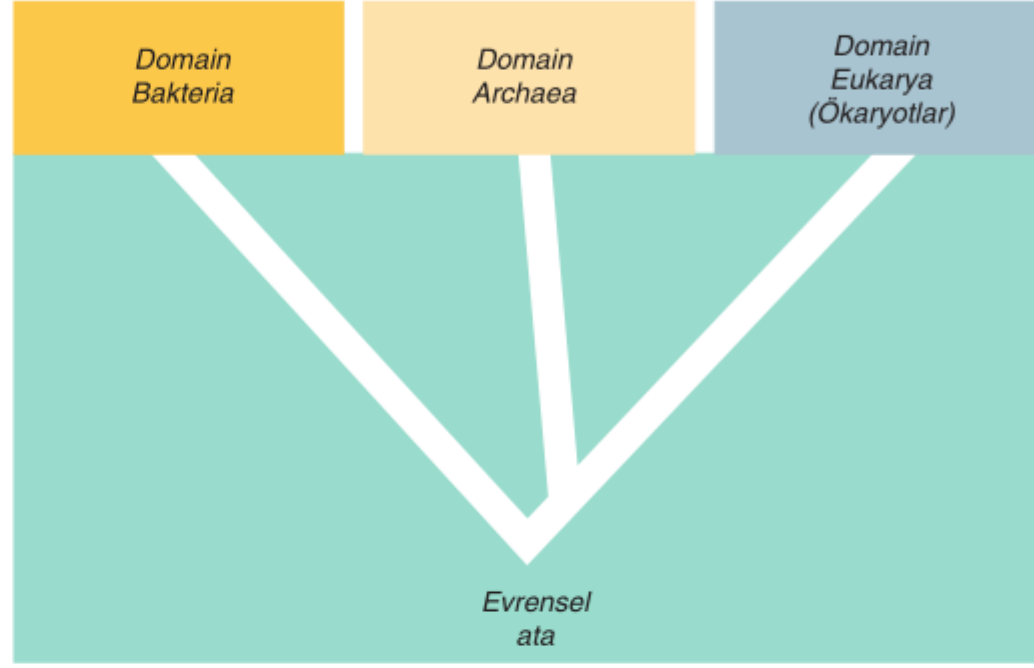 Domain
Bakteria
Domain
Archaea
Domain
Eukarya
(Ökaryotlar)
Evrensel
ata